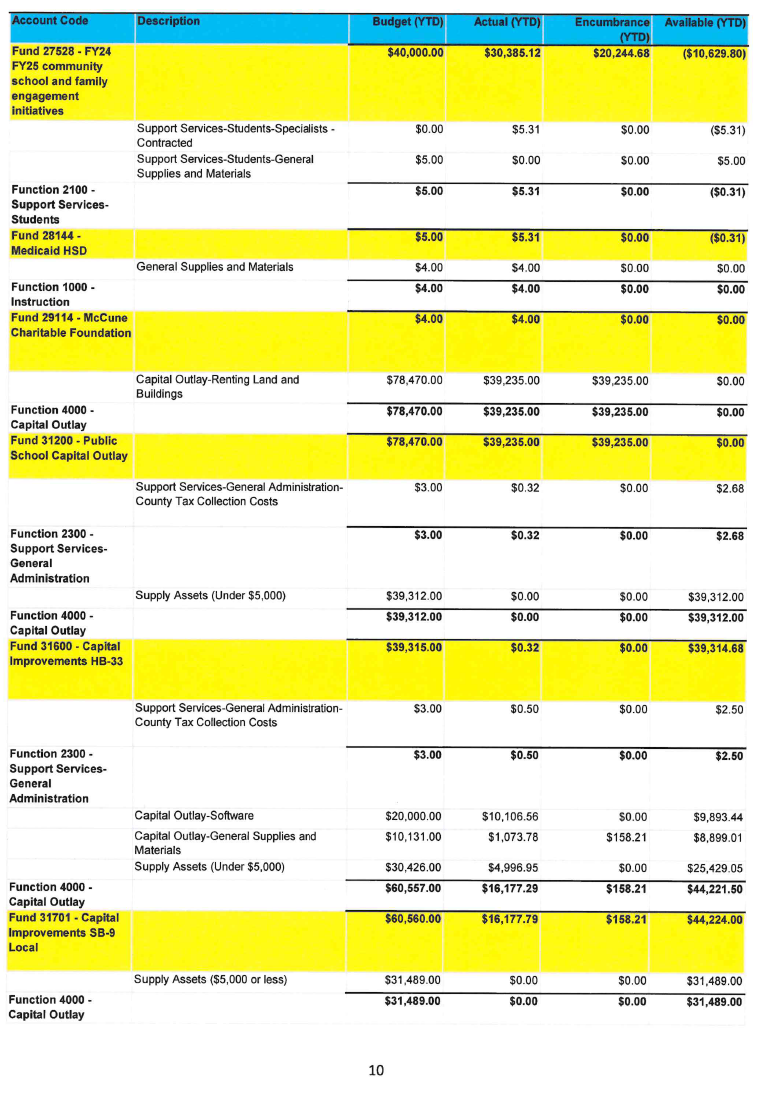 Account Code Description Budget (YTD) Actual (YTD) Encumbrance (YTD) Available (YTD)
Fund 27528 - FY24 $40,000.00 $30,385.12 $20,244.68 ($10,629.80)
FY25 community
school and family
engagement
initiatives
Support Services-Students-Specialists - $0.00 $5.31 $0.00 ($5.31)
Contracted
Support Services-Students-General $5.00 $0.00 $0.00 $5.00
Supplies and Materials
Function 2100 - $5.00 $5.31 $0.00 ($0.31)
Support Services-
Students
Fund 28144 - $5.00 $5.31 $0.00 ($0.31)
Medicaid HSD
General Supplies and Materials $4.00 $4.00 $0.00 $0.00
Function 1000 - $4.00 $4.00 $0.00 $0.00
Instruction
Fund 29114 - McCune $4.00 $4.00 $0.00 $0.00
Charitable Foundation
Capital Outlay-Renting Land and $78,470.00 $39,235.00 $39,235.00 $0.00
Buildings
Function 4000 - $78,470.00 $39,235.00 $39,235.00 $0.00
Capital Outlay
Fund 31200 - Public $78,470.00 $39,235.00 $39,235.00 $0.00
School Capital Outlay
Support Services-General Administration- $3.00 $0.32 $0.00 $2.68
County Tax Collection Costs
Function 2300 - $3.00 $0.32 $0.00 $2.68
Support Services-
General
Administration
Supply Assets (Under $5,000) $39,312.00 $0.00 $0.00 $39,312.00
Function 4000 - $39,312.00 $0.00 $0.00 $39,312.00
Capital Outlay
Fund 31600 - Capital $39,315.00 $0.32 $0.00 $39,314.68
Improvements HB-33
Support Services-General Administration- $3.00 $0.50 $0.00 $2.50
County Tax Collection Costs
Function 2300 - $3.00 $0.50 $0.00 $2.50
Support Services-
General
Administration
Capital Outlay-Software $20,000.00 $10,106.56 $0.00 $9,893.44
Capital Outlay-General Supplies and $10,131.00 $1,073.78 $158.21 $8,899.01
Materials
Supply Assets (Under $5,000) $30,426.00 $4,996.95 $0.00 $25,429.05
Function 4000 - $60,557.00 $16,177.29 $158.21 $44,221.50
Capital Outlay
Fund 31701 - Capital $60,560.00 $16,177.79 $158.21 $44,224.00
Improvements SB-9
Local
Supply Assets ($5,000 or less) $31,489.00 $0.00 $0.00 $31,489.00
Function 4000 - $31,489.00 $0.00 $0.00 $31,489.00
Capital Outlay
10